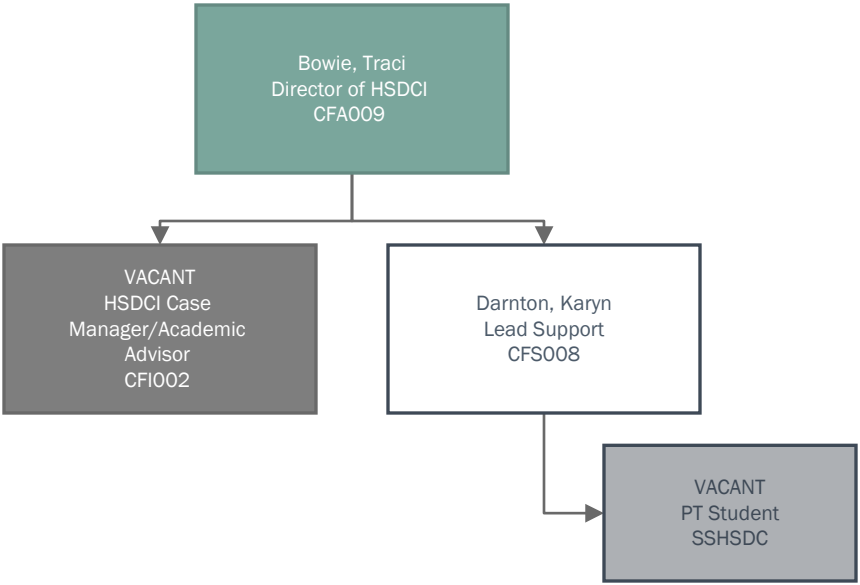 Bowie, Traci
Director of HSDCI
CFA009
VACANT
HSDCI Case
Manager/Academic
Advisor
CFI002
Darnton, Karyn
Lead Support
CFS008
VACANT
PT Student
SSHSDC